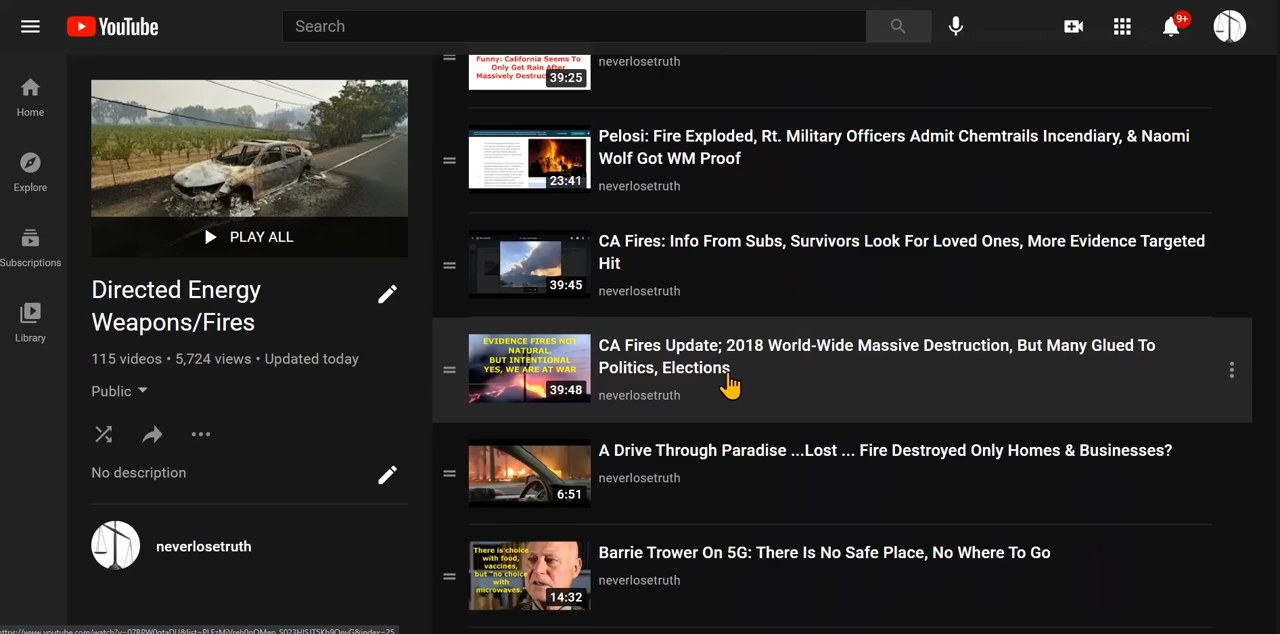 YouTube
Search
9+
Home
Explore
Subscriptions
Library
PLAY ALL
Directed Energy
Weapons/Fires
115 videos • 5,724 views • Updated today
Public
No description
neverlosetruth
Funny: California Seems To
Only Get Rain After
Massively
39:25
neverlosetruth
23:41
Pelosi: Fire Exploded, Rt. Military Officers Admit Chemtrails Incendiary, & Naomi
Wolf Got WM Proof
neverlosetruth
39:45
CA Fires: Info From Subs, Survivors Look For Loved Ones, More Evidence Targeted
Hit
neverlosetruth
EVIDENCE FIRES NOT
NATURAL,
BUT INTENTIONAL
YES, WE ARE AT WAR
39:48
CA Fires Update; 2018 World-Wide Massive Destruction, But Many Glued To
Politics, Elections
neverlosetruth
6:51
A Drive Through Paradise ...Lost ... Fire Destroyed Only Homes & Businesses?
neverlosetruth
There is choice
with food,
vaccines,
but "no choice
with
microwaves."
14:32
Barrie Trower On 5G: There Is No Safe Place, No Where To Go
neverlosetruth